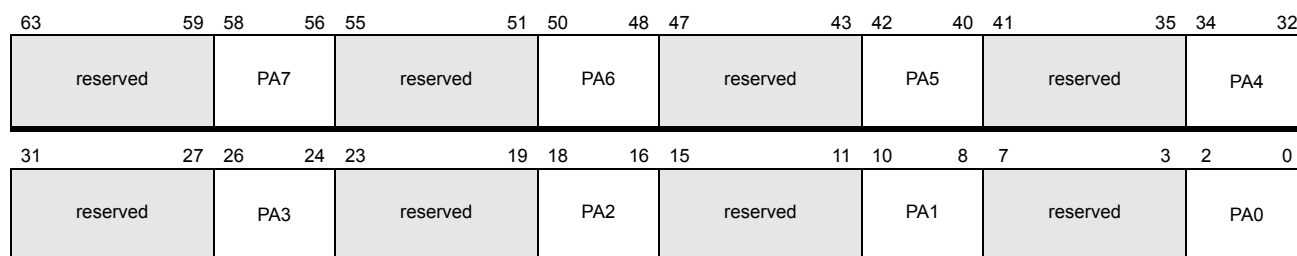 63 59 58 56 55 51 50 48 47 43 42 40 41 35 34 32
reserved PA7 reserved PA6 reserved PA5 reserved PA4
31 27 26 24 23 19 18 16 15 11 10 8 7 3 2 0
reserved PA3 reserved PA2 reserved PA1 reserved PA0